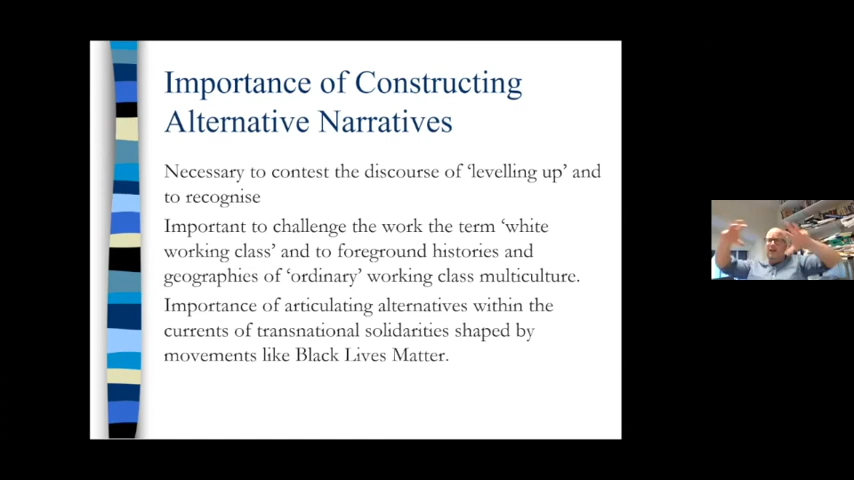 Importance of Constructing
Alternative Narratives
Necessary to contest the discourse of ‘levelling up’ and
to recognise
Important to challenge the work the term ‘white
working class’ and to foreground histories and
geographies of ‘ordinary’ working class multiculture.
Importance of articulating alternatives within the
currents of transnational solidarities shaped by
movements like Black Lives Matter.